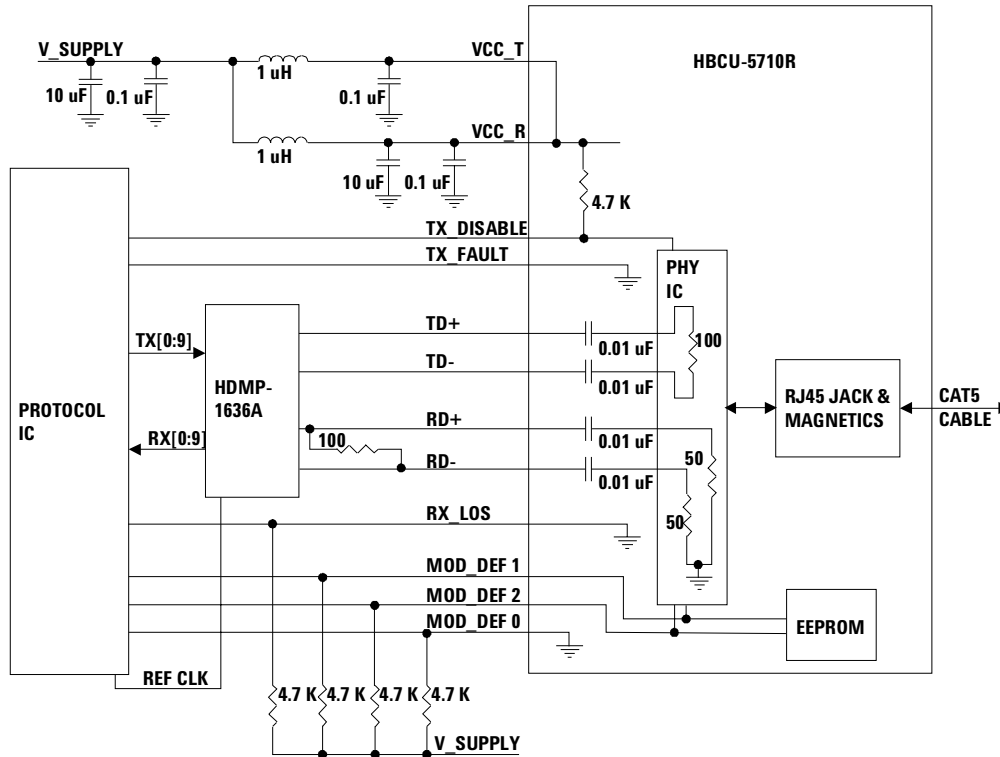 V_SUPPLY
VCC_T
HBCU-5710R
1 uH
10 uF
0.1 uF
0.1 uF
VCC_R
1 uH
10 uF
0.1 uF
4.7 K
TX_DISABLE
TX_FAULT
PHY
IC
TD+
100
TX[0:9]
0.01 uF
HDMP-
1636A
TD-
0.01 uF
RJ45 JACK &
MAGNETICS
CAT5
CABLE
PROTOCOL
IC
RD+
RX[0:9]
100
0.01 uF
RD-
50
0.01 uF
RX_LOS
50
MOD_DEF 1
MOD_DEF 2
MOD_DEF 0
EEPROM
REF CLK
4.7 K
4.7 K
4.7 K
4.7 K
V_SUPPLY